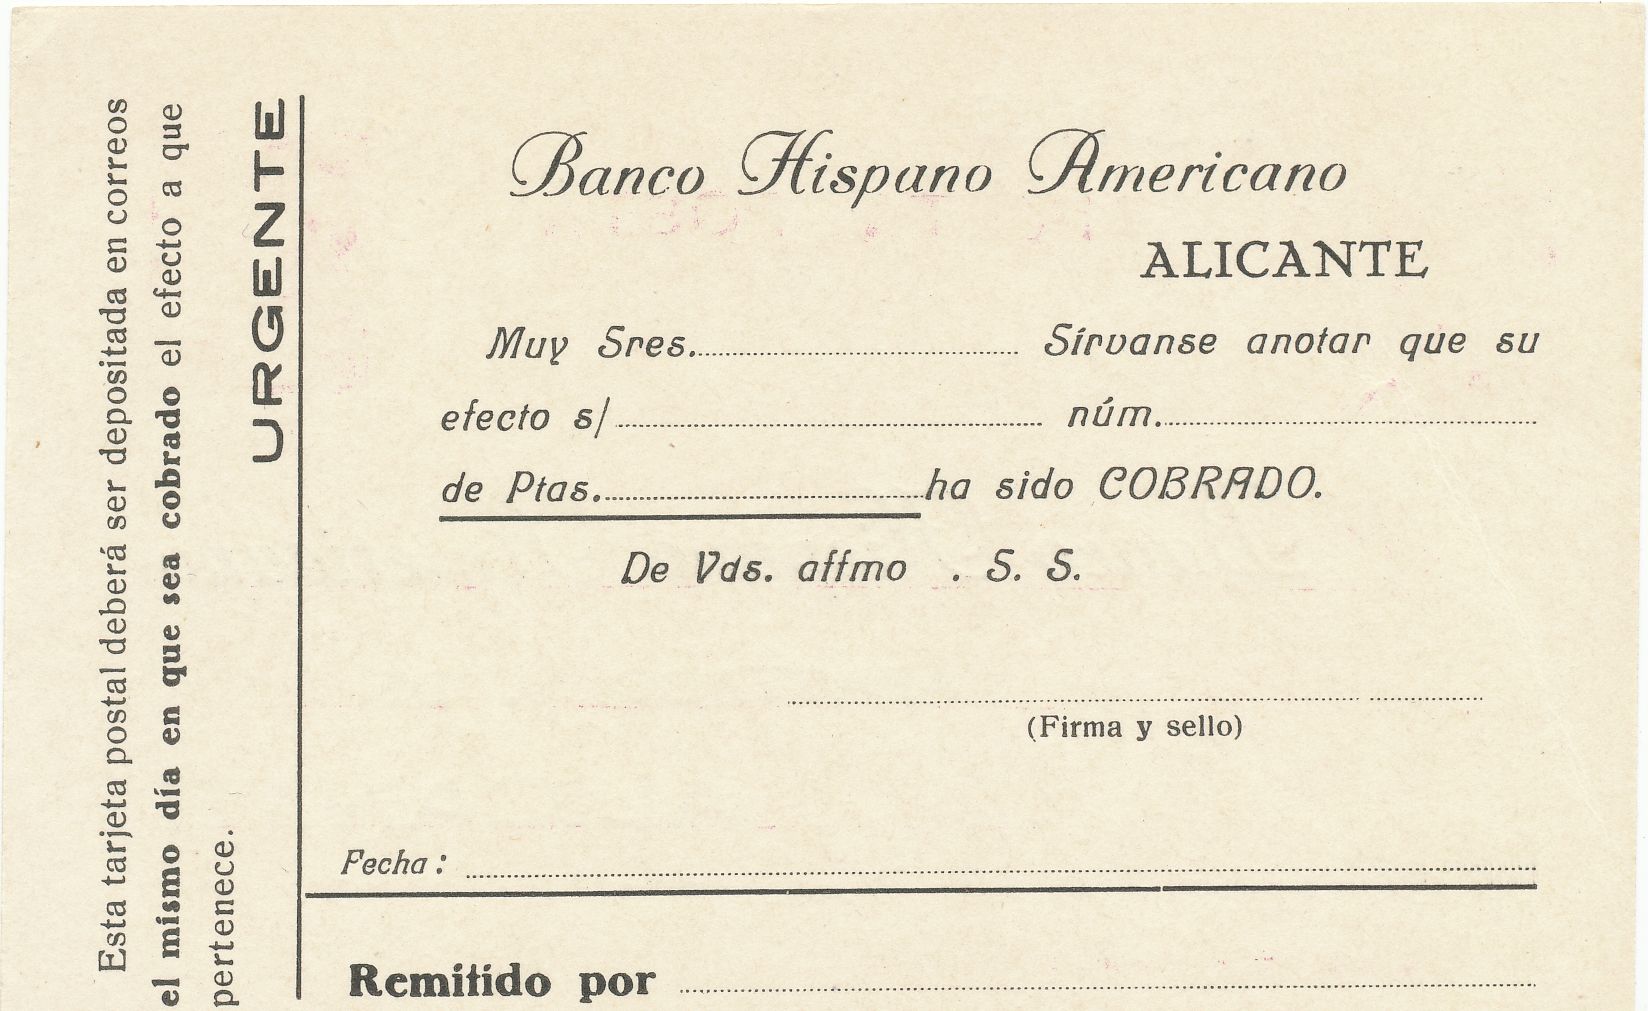 Esta tarjeta postal deberá ser depositada en correos
el mismo día en que sea cobrado el efecto a que
pertenece.
URGENTE
Banco Hispano Americano
ALICANTE
Muy Sres. Sírvanse anotar que su
efecto s/ núm.
de Ptas. ha sido COBRADO.
De Vds. affmo . S. S.
(Firma y sello)
Fecha:
Remitido por